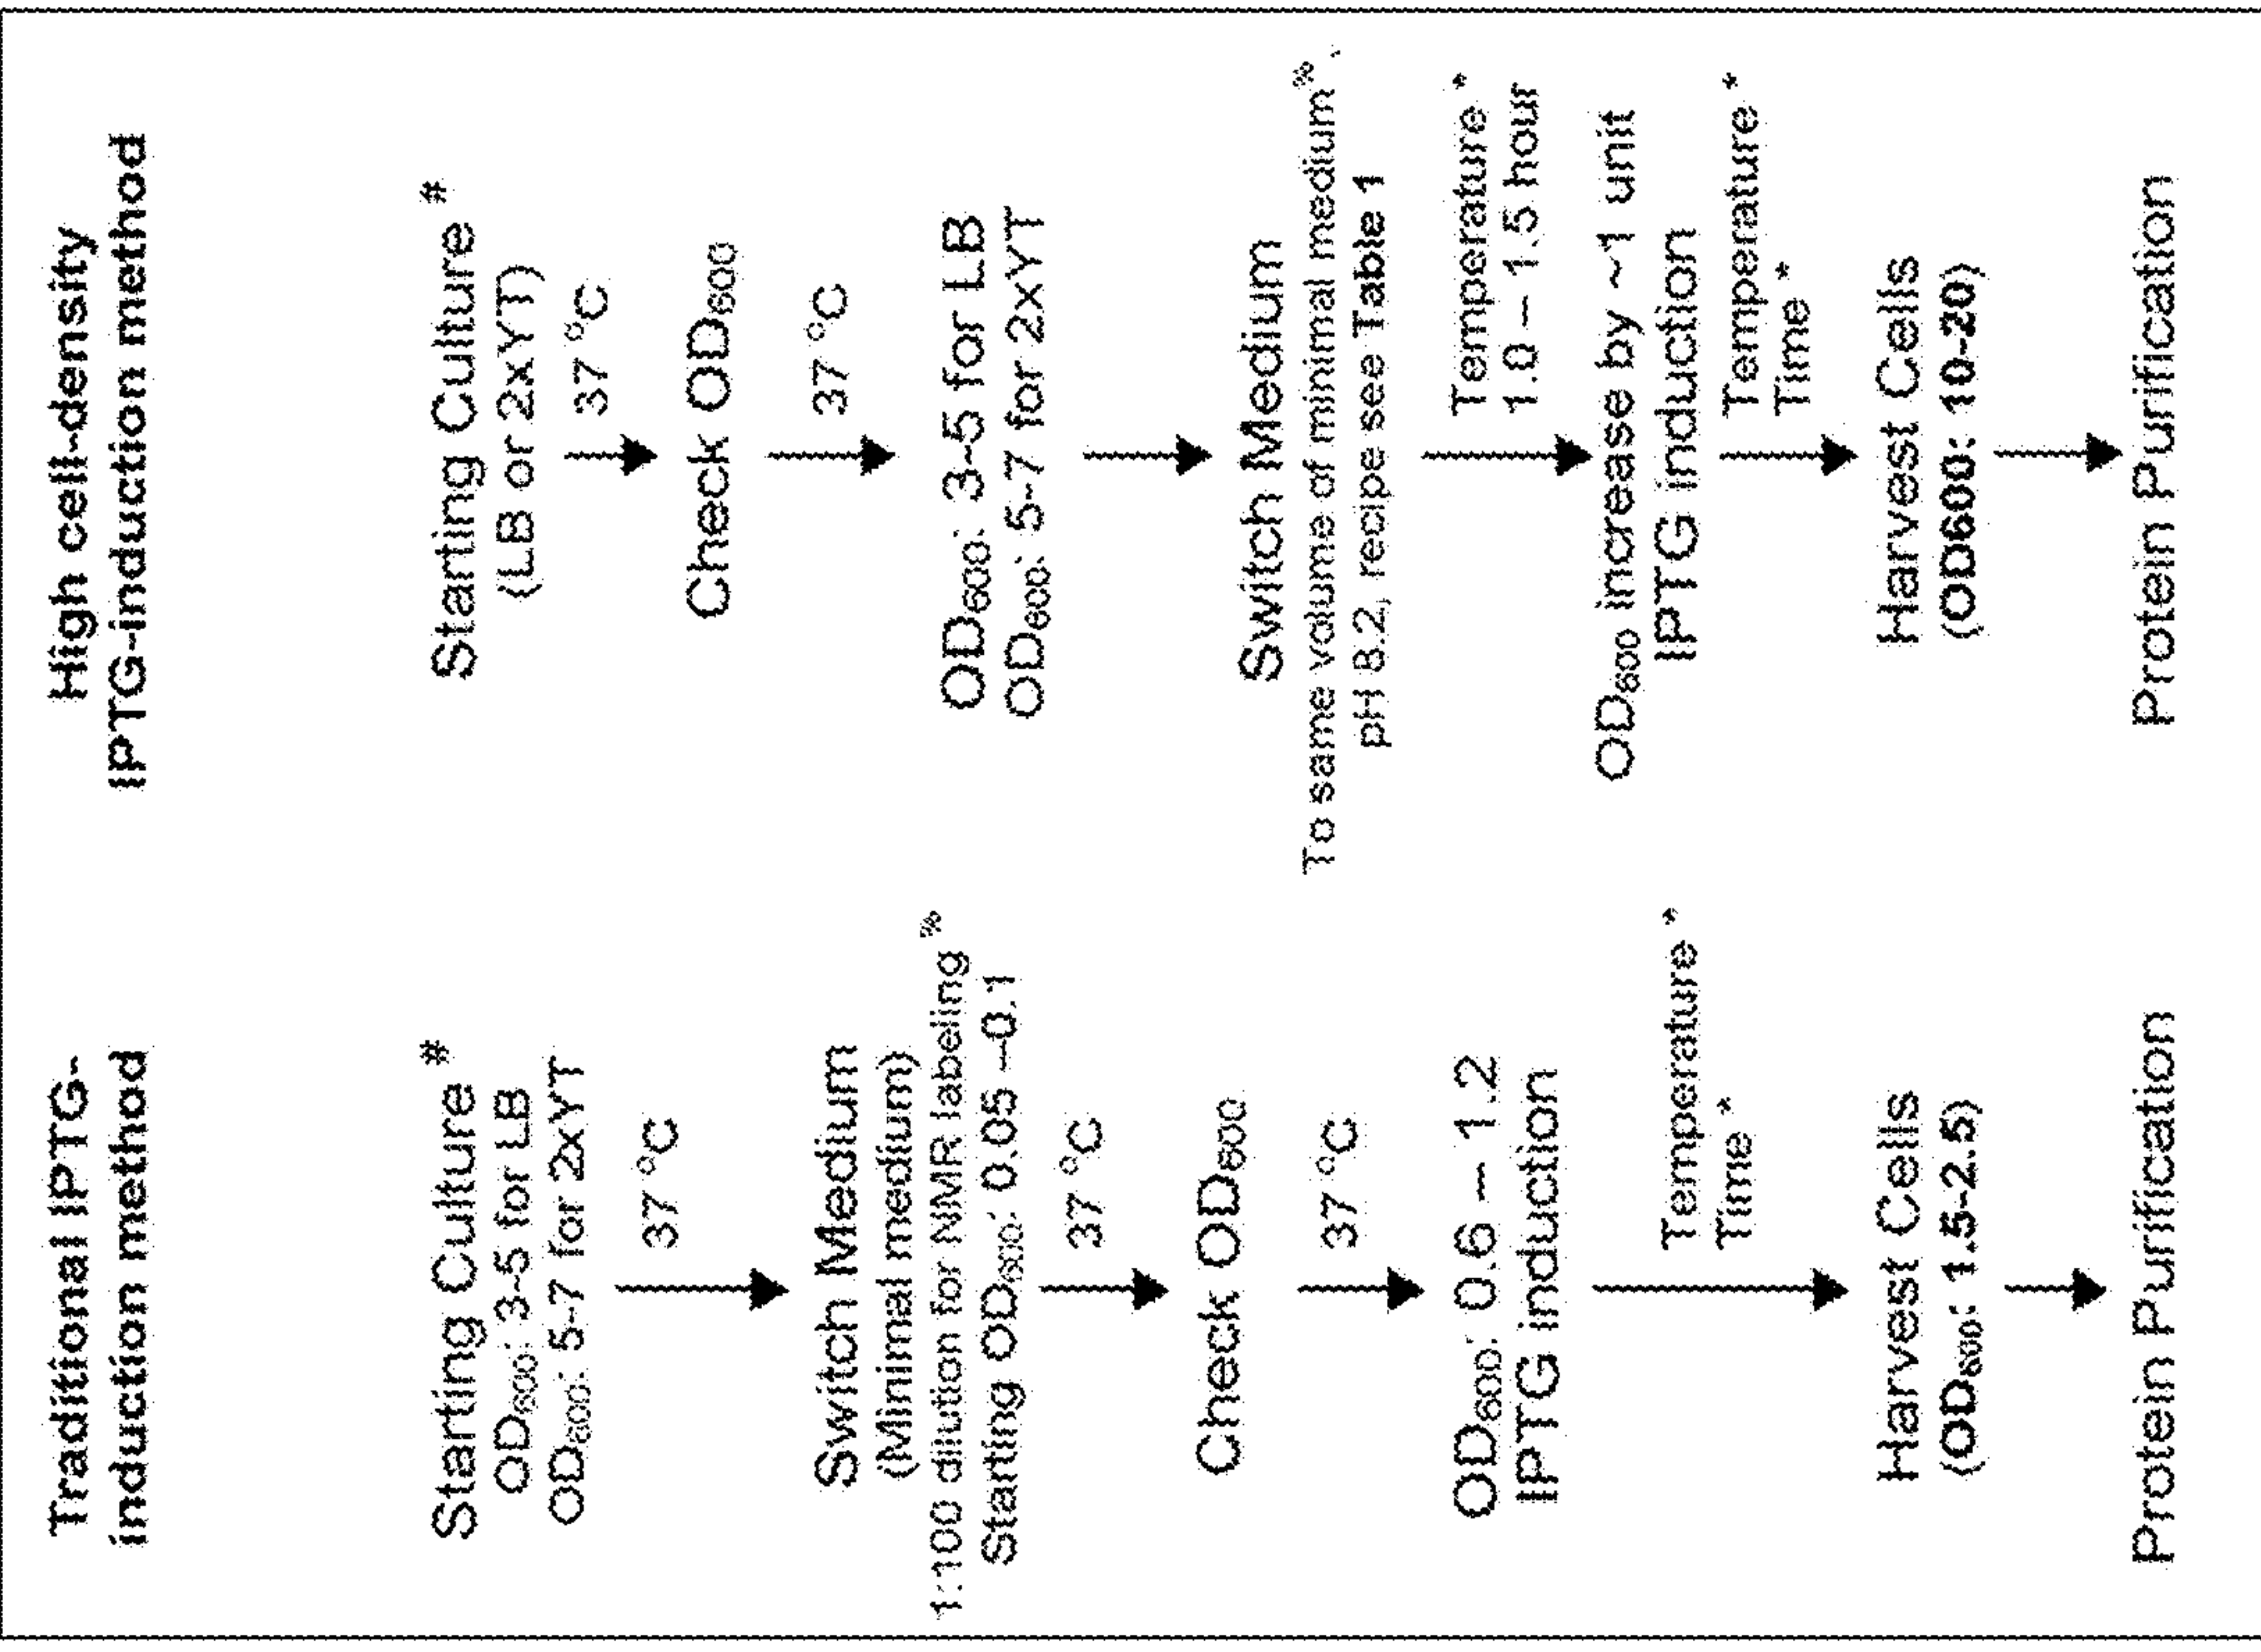 Traditional IPTG-
induction method
Starting Culture #
OD600: 3-5 for LB
OD600: 5-7 for 2xYT
37 °C
Switch Medium
(Minimal medium)
1:100 dilution for NMR labeling %
Starting OD600: 0.05 –0.1
37 °C
Check OD600
37 °C
OD600: 0.6 – 1.2
IPTG induction
Temperature *
Time *
Harvest Cells
(OD600: 1.5-2.5)
Protein Purification
High cell-density
IPTG-induction method
Starting Culture #
(LB or 2xYT)
37 °C
Check OD600
37 °C
OD600: 3-5 for LB
OD600: 5-7 for 2xYT
Switch Medium
To same volume of minimal medium %,
pH 8.2, recipe see Table 1
Temperature *
1.0 – 1.5 hour
OD600 increase by ~1 unit
IPTG induction
Temperature *
Time *
Harvest Cells
(OD600: 10-20)
Protein Purification